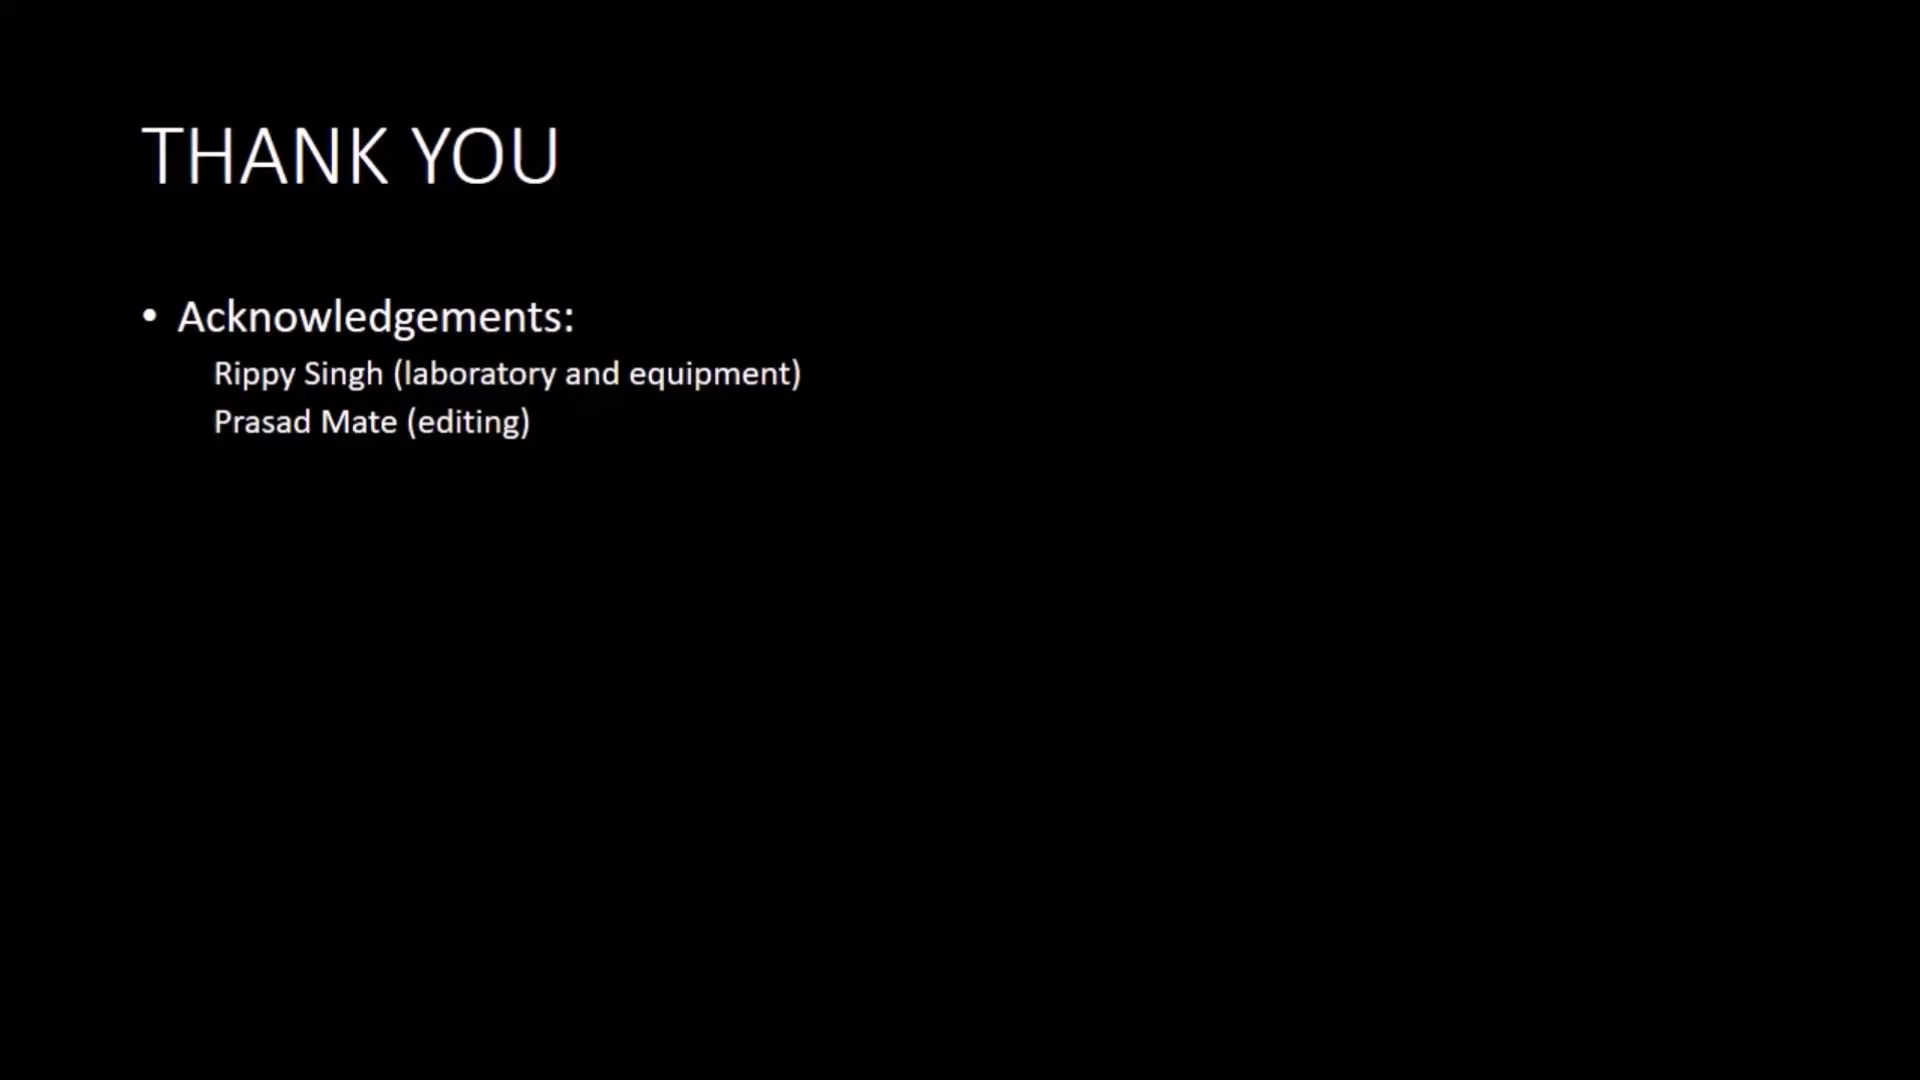 THANK YOU
• Acknowledgements:
Rippy Singh (laboratory and equipment)
Prasad Mate (editing)